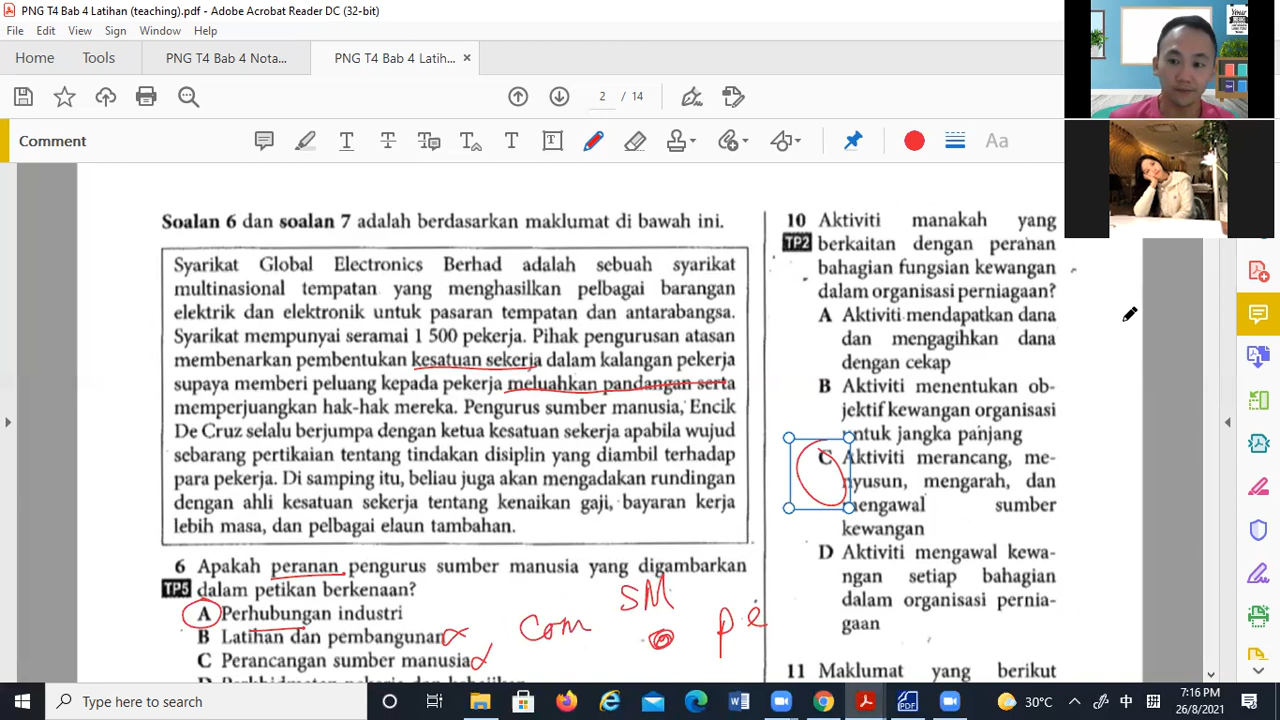 PNG T4 Bab 4 Latihan (teaching).pdf - Adobe Acrobat Reader DC (32-bit)
File Edit View Sign Window Help
Home Tools PNG T4 Bab 4 Nota... PNG T4 Bab 4 Latih... ×
2 / 14
Comment
Aa
Soalan 6 dan soalan 7 adalah berdasarkan maklumat di bawah ini.
Syarikat Global Electronics Berhad adalah sebuah syarikat
multinasional tempatan yang menghasilkan pelbagai barangan
elektrik dan elektronik untuk pasaran tempatan dan antarabangsa.
Syarikat mempunyai seramai 1 500 pekerja. Pihak pengurusan atasan
membenarkan pembentukan kesatuan sekerja dalam kalangan pekerja
supaya memberi peluang kepada pekerja meluahkan pandangan serta
memperjuangkan hak-hak mereka. Pengurus sumber manusia, Encik
De Cruz selalu berjumpa dengan ketua kesatuan sekerja apabila wujud
sebarang pertikaian tentang tindakan disiplin yang diambil terhadap
para pekerja. Di samping itu, beliau juga akan mengadakan rundingan
dengan ahli kesatuan sekerja tentang kenaikan gaji, bayaran kerja
lebih masa, dan pelbagai elaun tambahan.
6 Apakah peranan pengurus sumber manusia yang digambarkan
TP5 dalam petikan berkenaan?
A Perhubungan industri
B Latihan dan pembangunan
C Perancangan sumber manusia
SM
Com
pe
10 Aktiviti manakah yang
TP2 berkaitan dengan peranan
bahagian fungsian kewangan
dalam organisasi perniagaan?
A Aktiviti mendapatkan dana
dan mengagihkan dana
dengan cekap
B Aktiviti menentukan ob-
jektif kewangan organisasi
untuk jangka panjang
C Aktiviti merancang, me-
nyusun, mengarah, dan
mengawal sumber
kewangan
D Aktiviti mengawal kewa-
ngan setiap bahagian
dalam organisasi pernia-
gaan
11 Maklumat yang berikut
Type here to search
30°C
中
拼
7:16 PM
26/8/2021